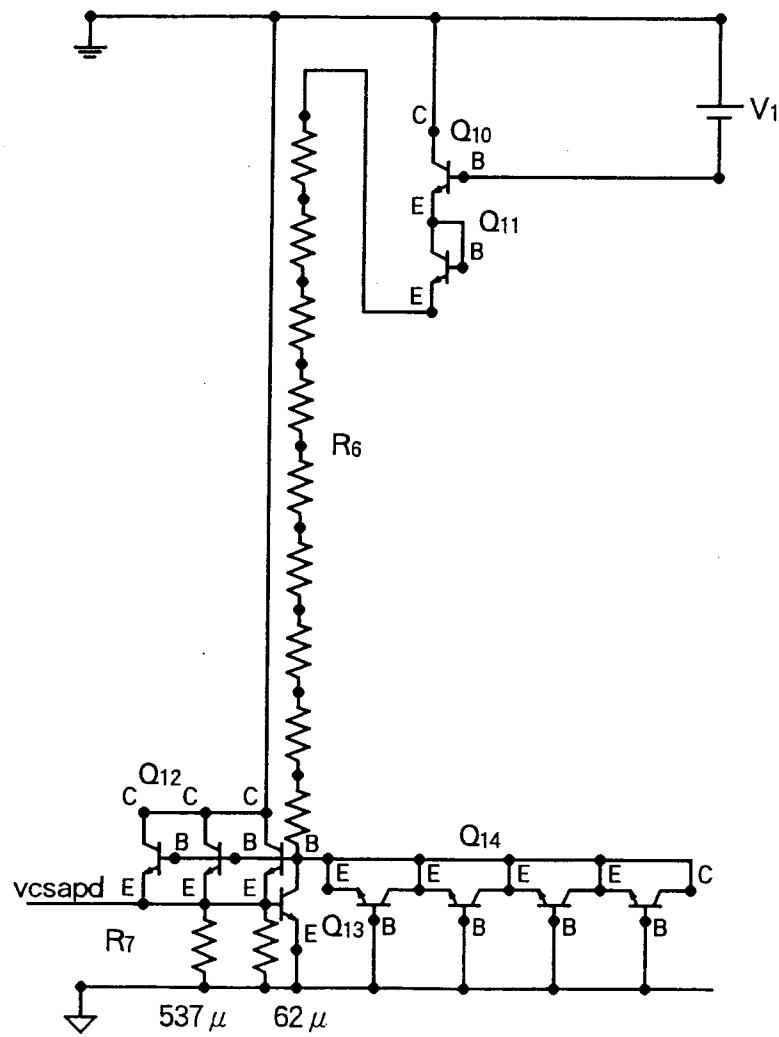 V1
C
Q10
B
E
Q11
B
E
R6
Q12
C C C
B B B
Q14
E E E E C
vcsapd E E E
B B B B
Q13
E
R7
537μ 62μ